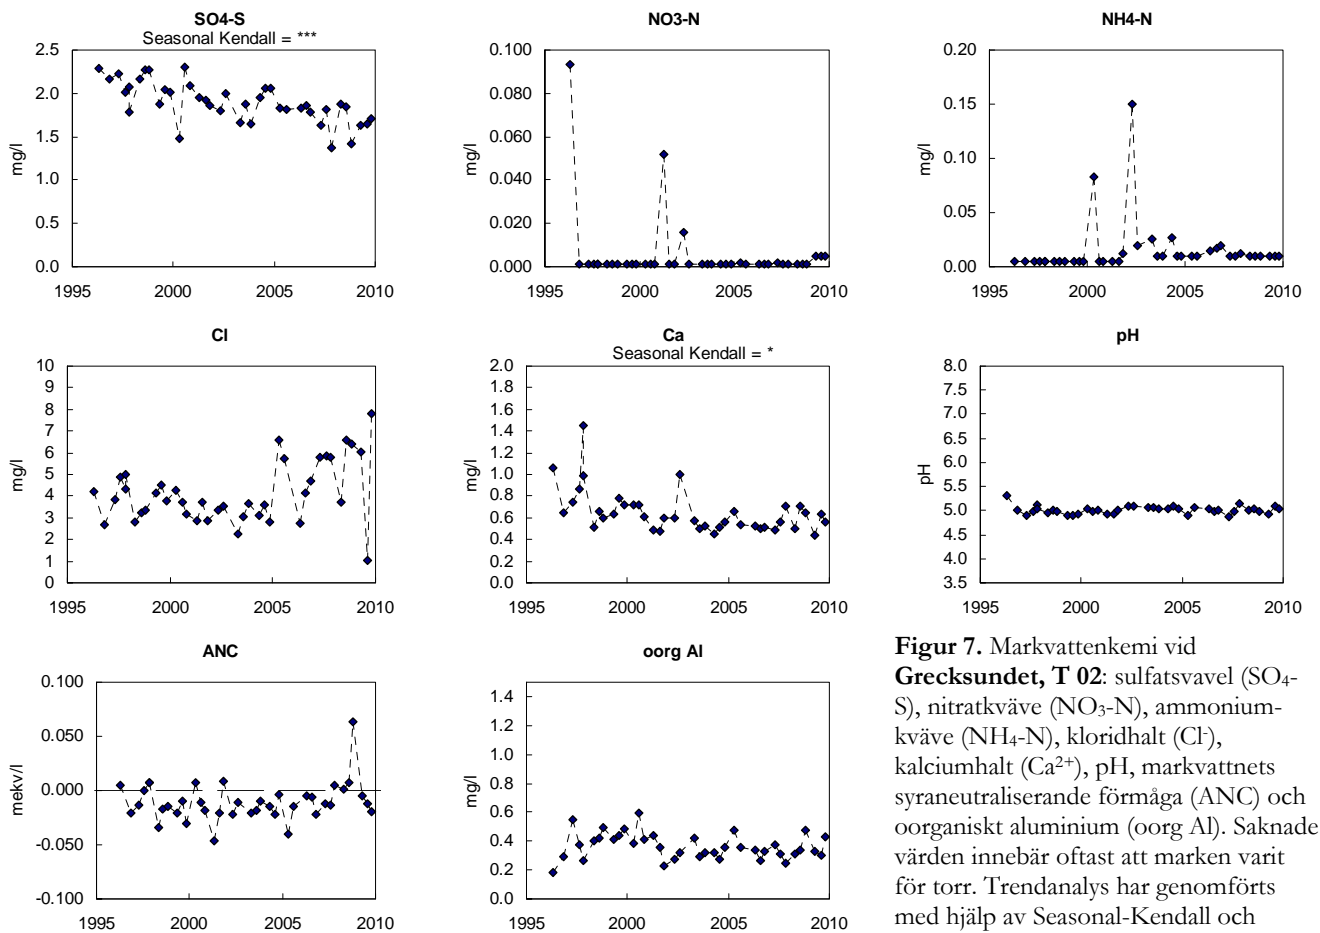 SO4-S
Seasonal Kendall = ***
2.5
2.0
1.5
1.0
0.5
0.0
mg/l
1995 2000 2005 2010
NO3-N
0.100
0.080
0.060
0.040
0.020
0.000
mg/l
1995 2000 2005 2010
NH4-N
0.20
0.15
0.10
0.05
0.00
mg/l
1995 2000 2005 2010
Cl
10
9
8
7
6
5
4
3
2
1
0
mg/l
1995 2000 2005 2010
Ca
Seasonal Kendall = *
2.0
1.8
1.6
1.4
1.2
1.0
0.8
0.6
0.4
0.2
0.0
mg/l
1995 2000 2005 2010
pH
8.0
7.5
7.0
6.5
6.0
5.5
5.0
4.5
4.0
3.5
pH
1995 2000 2005 2010
ANC
0.100
0.050
0.000
-0.050
-0.100
mekv/l
1995 2000 2005 2010
oorg Al
1.4
1.2
1.0
0.8
0.6
0.4
0.2
0.0
mg/l
1995 2000 2005 2010
Figur 7. Markvattenkemi vid
Grecksundet, T 02: sulfatsvavel (SO₄-
S), nitratkväve (NO₃-N), ammonium-
kväve (NH₄-N), kloridhalt (Cl⁻),
kalciumhalt (Ca²⁺), pH, markvattnets
syraneutraliserande förmåga (ANC) och
oorganiskt aluminium (oorg Al). Saknade
värden innebär oftast att marken varit
för torr. Trendanalys har genomförts
med hjälp av Seasonal-Kendall och